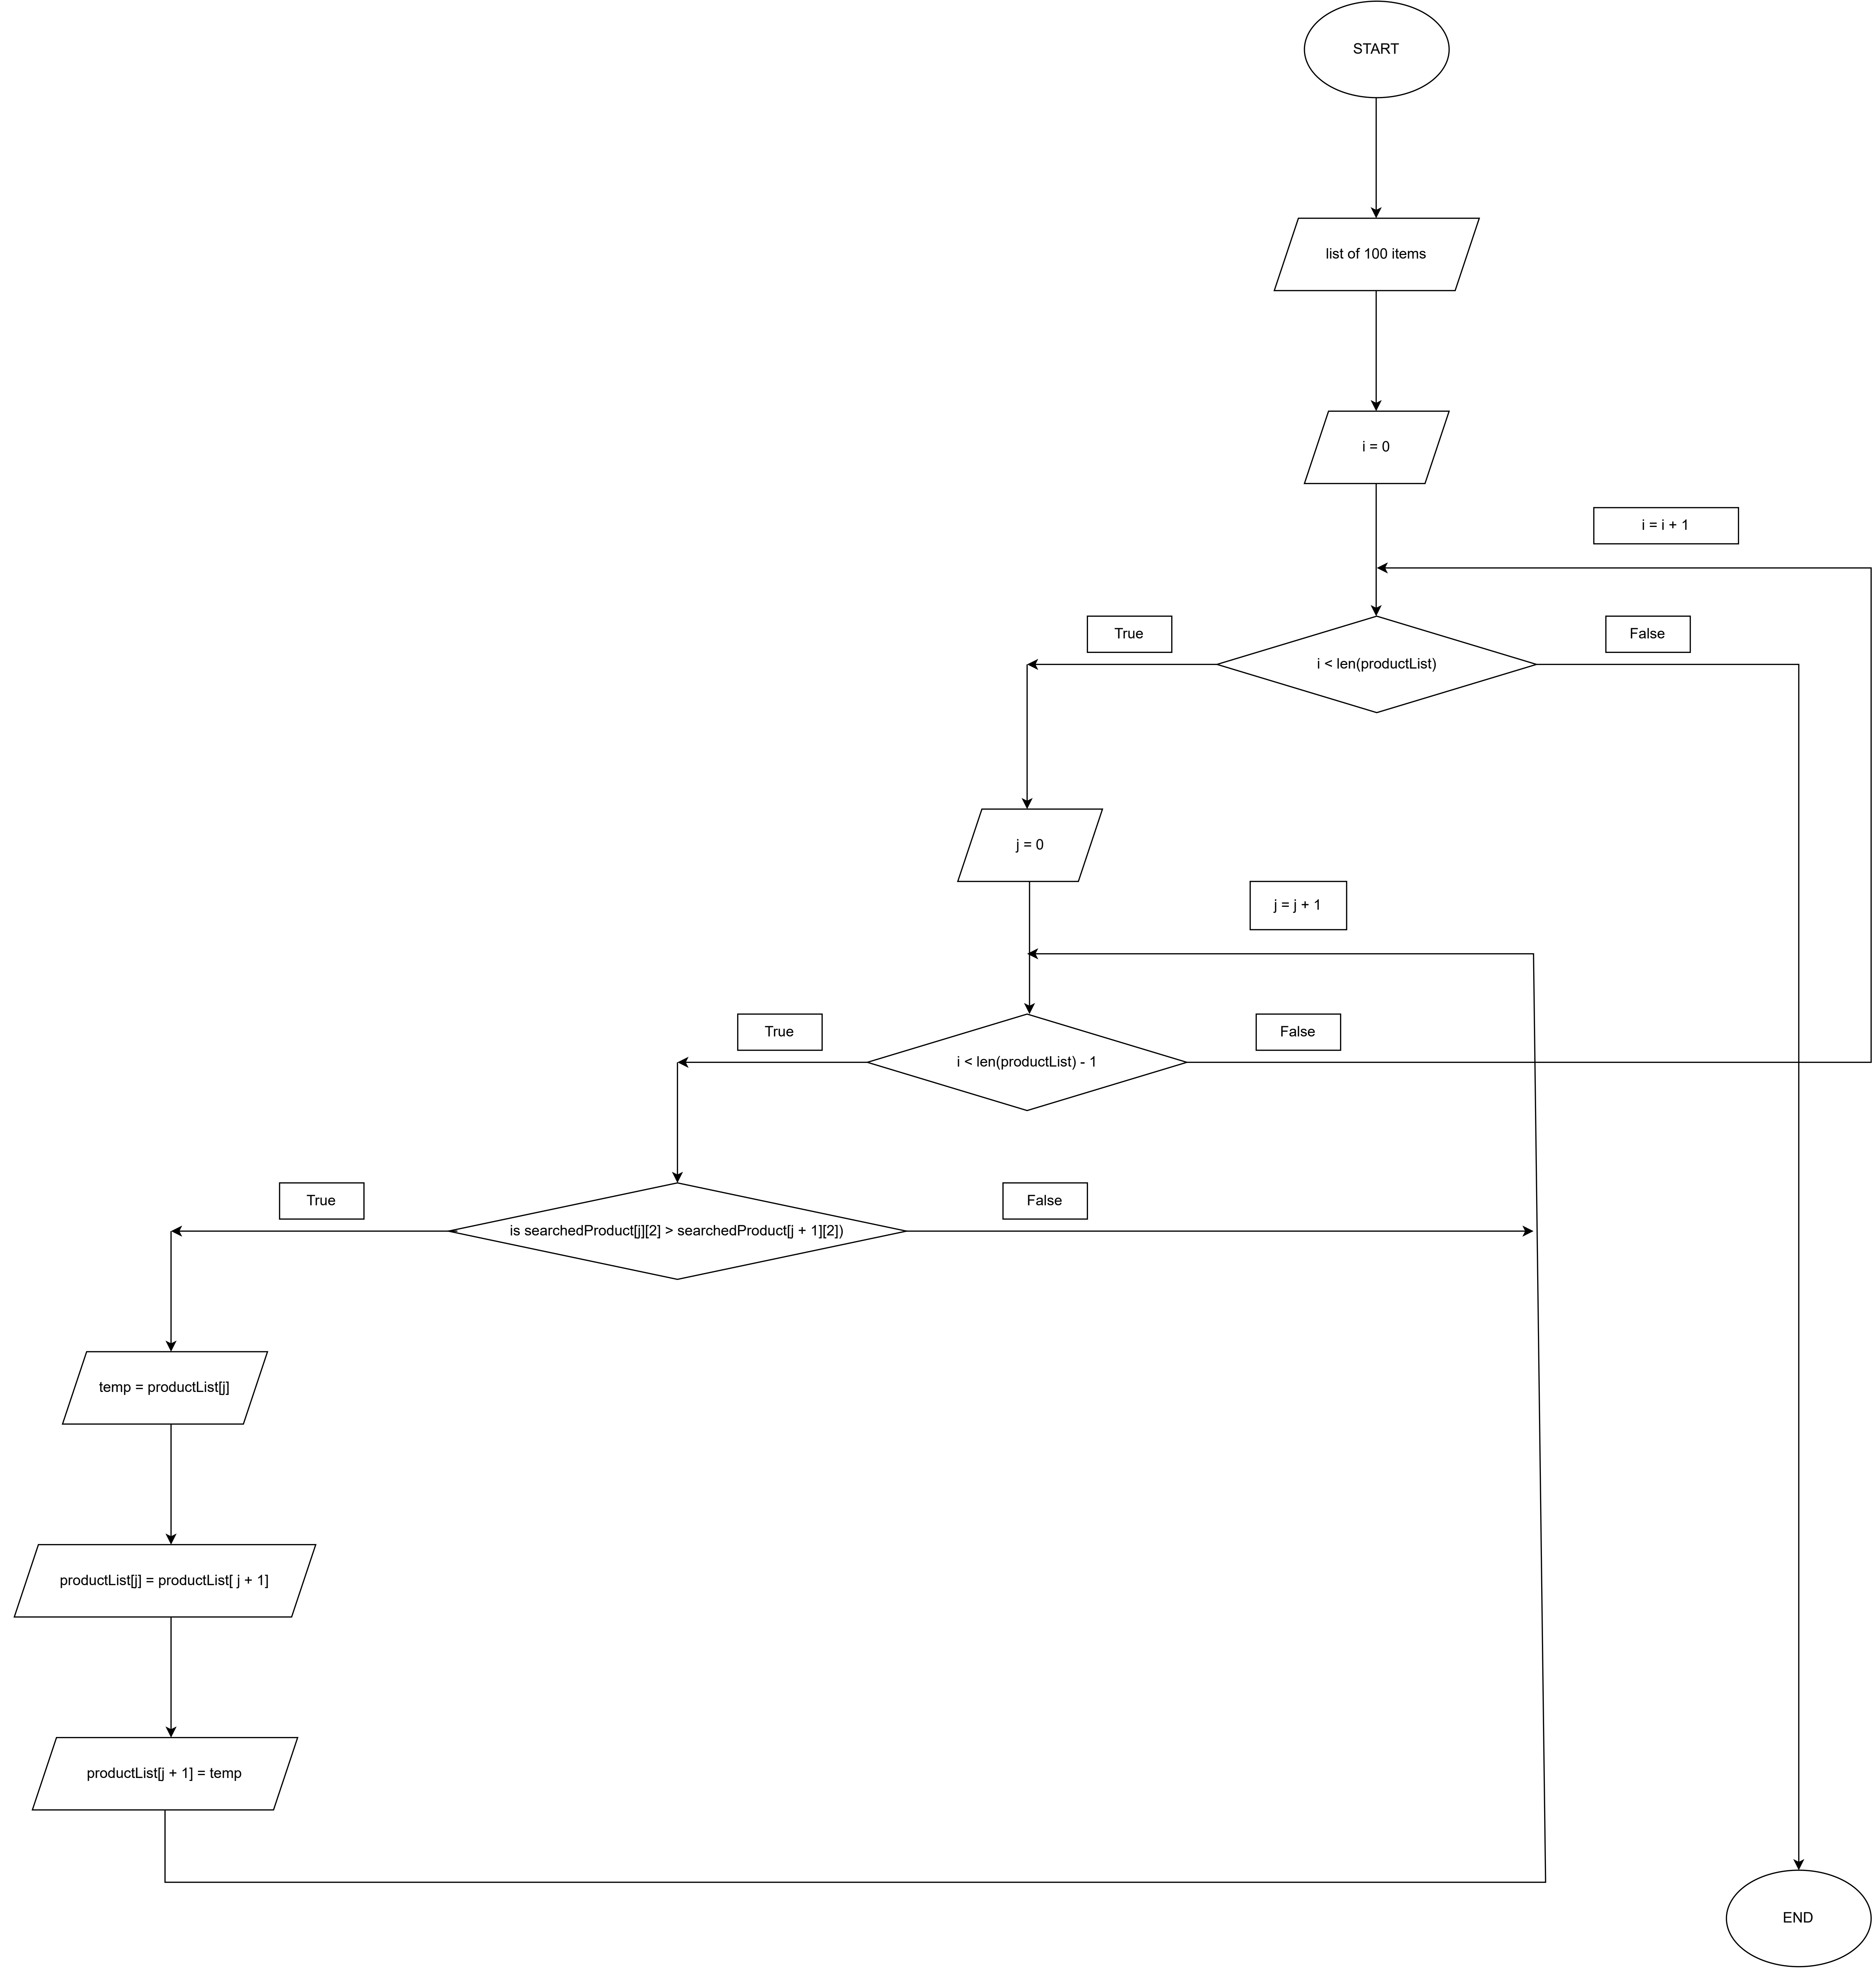 START
list of 100 items
i = 0
i = i + 1
True
False
i < len(productList)
j = 0
j = j + 1
True
False
i < len(productList) - 1
True
False
is searchedProduct[j][2] > searchedProduct[j + 1][2])
temp = productList[j]
productList[j] = productList[ j + 1]
productList[j + 1] = temp
END